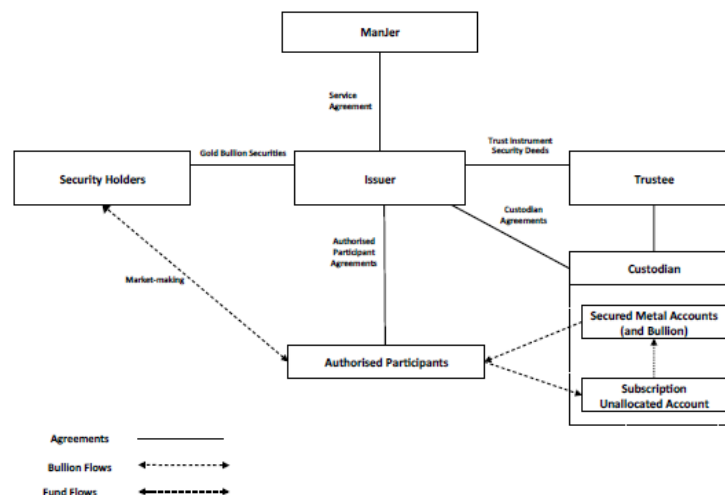 ManJer
Service
Agreement
Gold Bullion Securities
Trust Instrument
Security Deeds
Security Holders
Issuer
Trustee
Custodian
Agreements
Authorised
Participant
Agreements
Market-making
Custodian
Secured Metal Accounts
(and Bullion)
Authorised Participants
Subscription
Unallocated Account
Agreements
Bullion Flows
Fund Flows